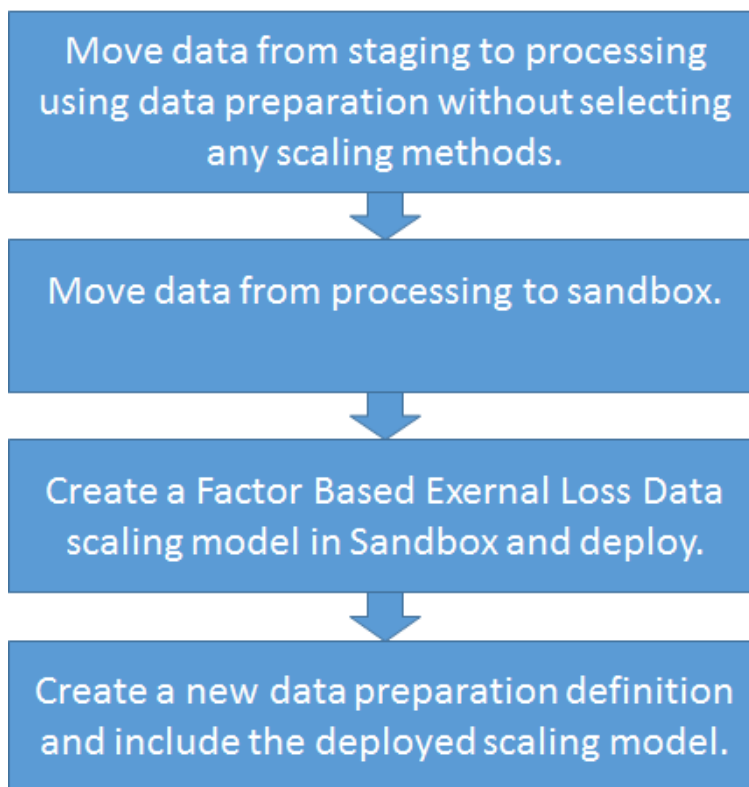 Move data from staging to processing
using data preparation without selecting
any scaling methods.
Move data from processing to sandbox.
Create a Factor Based Exernal Loss Data
scaling model in Sandbox and deploy.
Create a new data preparation definition
and include the deployed scaling model.